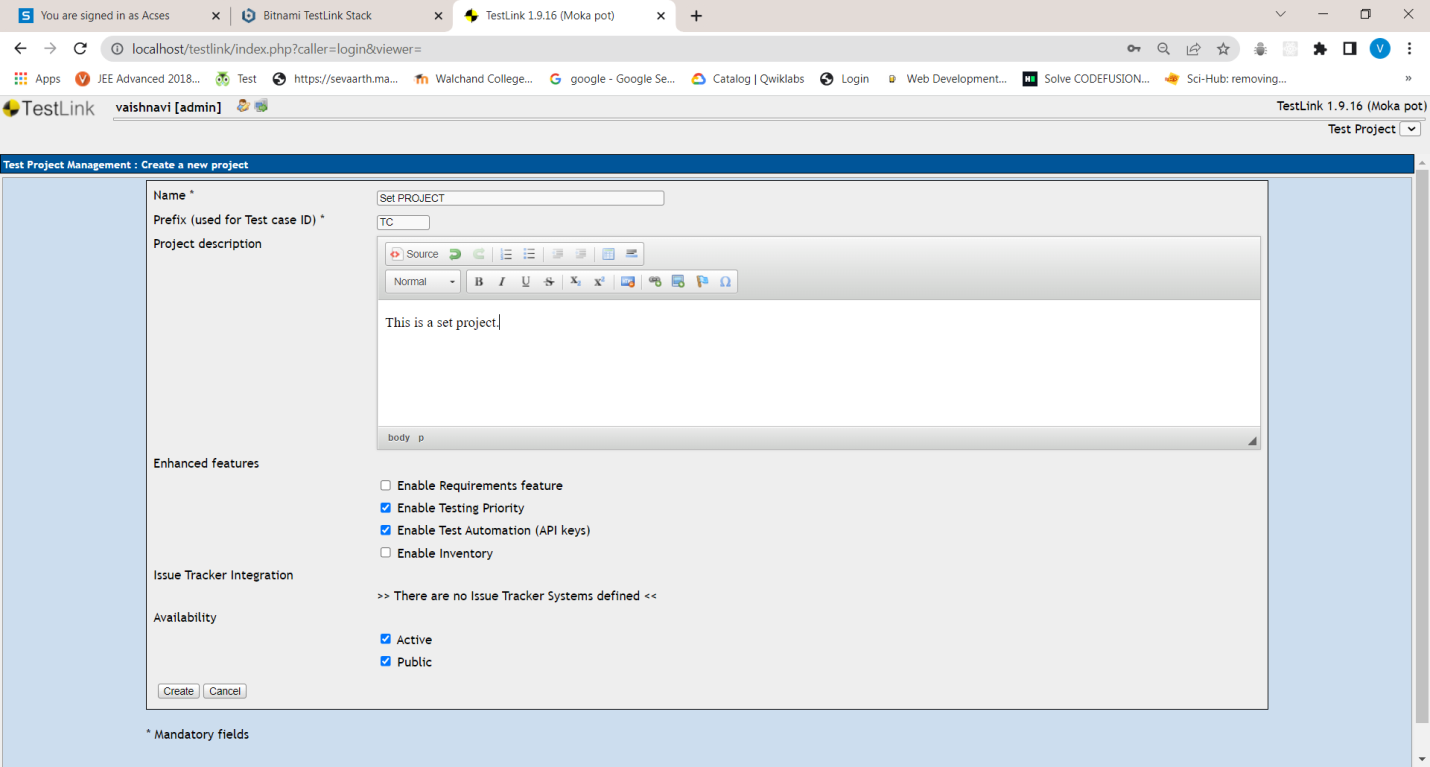 You are signed in as Acses
Bitnami TestLink Stack
TestLink 1.9.16 (Moka pot)
localhost/testlink/index.php?caller=login&viewer=
V
Apps
JEE Advanced 2018...
Test
https://sevaarth.ma...
Walchand College...
google - Google Se...
Catalog | Qwiklabs
Login
Web Development...
Solve CODEFUSION...
Sci-Hub: removing...
»
TestLink
vaishnavi [admin]
TestLink 1.9.16 (Moka pot)
Test Project
Test Project Management : Create a new project
Name *
Set PROJECT
Prefix (used for Test case ID) *
TC
Project description
Source
Normal
B I U S X₂ X² Ω
This is a set project.
body p
Enhanced features
Enable Requirements feature
Enable Testing Priority
Enable Test Automation (API keys)
Enable Inventory
Issue Tracker Integration
>> There are no Issue Tracker Systems defined <<
Availability
Active
Public
Create
Cancel
* Mandatory fields